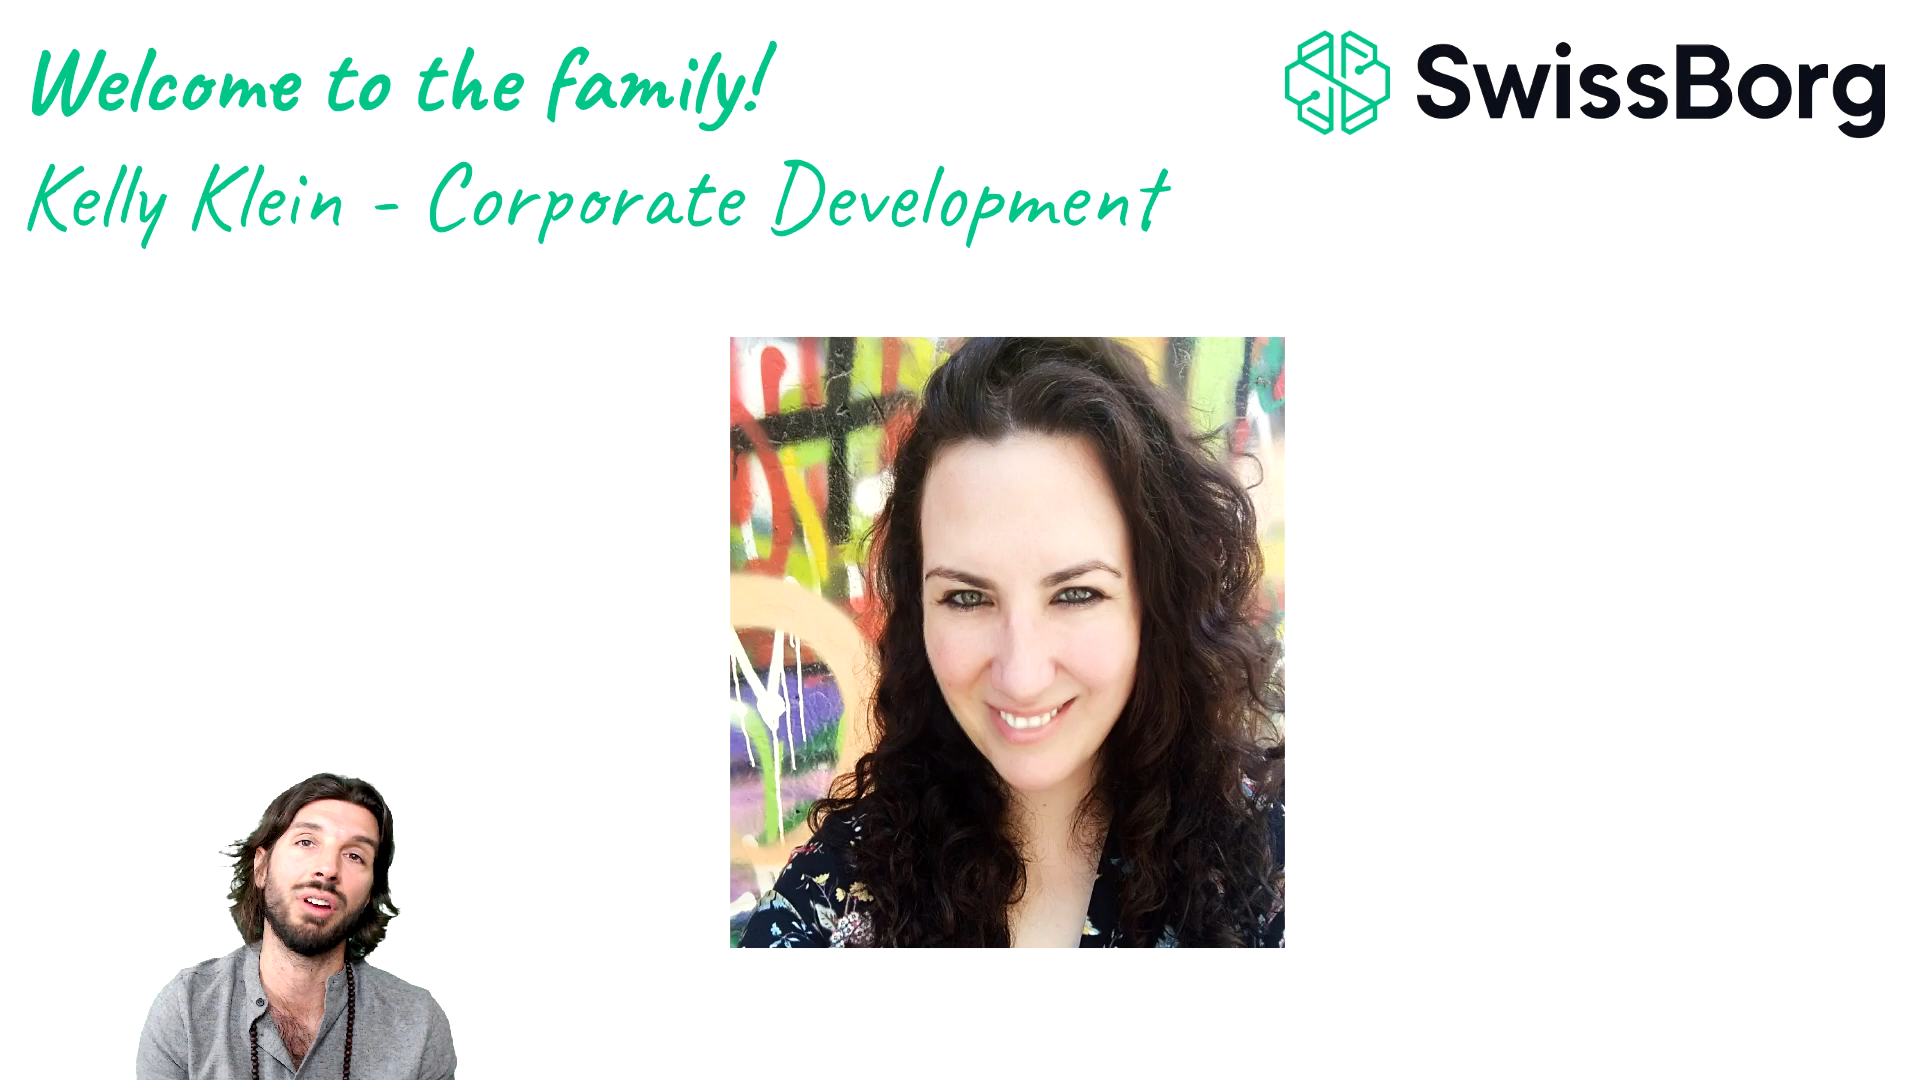 Welcome to the family!
SwissBorg
Kelly Klein - Corporate Development